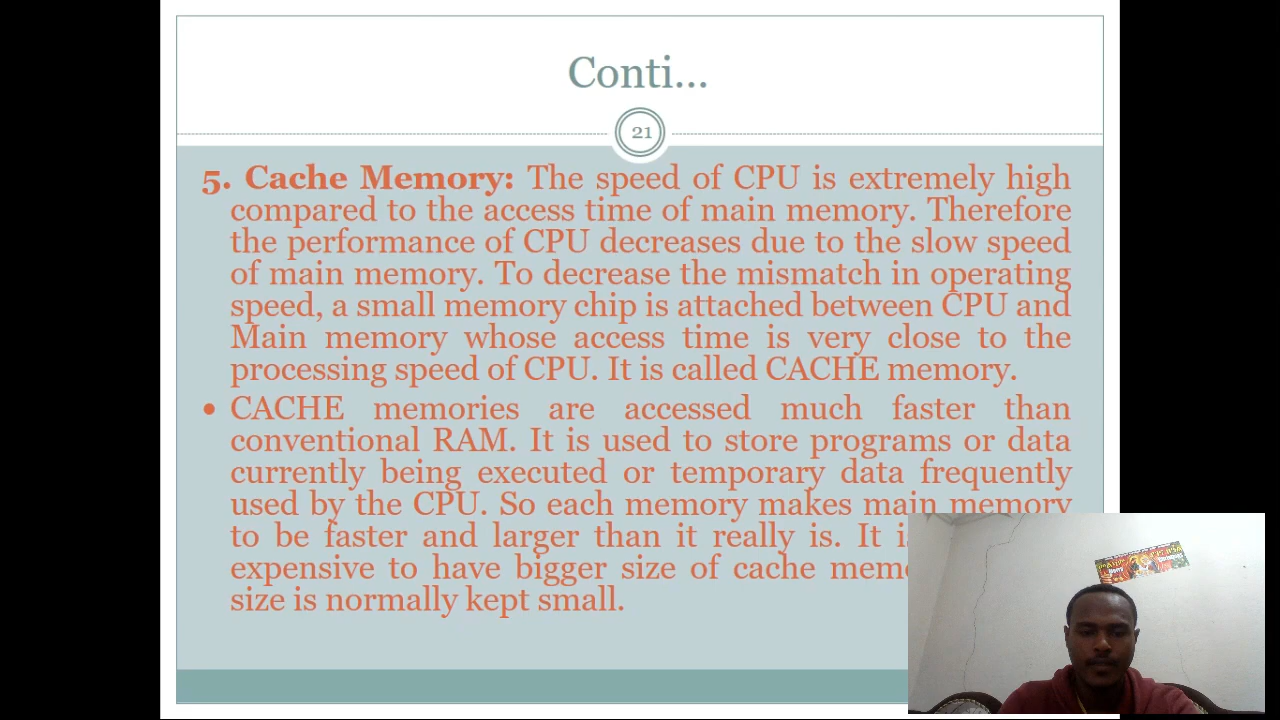 Conti...
21
5. Cache Memory: The speed of CPU is extremely high
compared to the access time of main memory. Therefore
the performance of CPU decreases due to the slow speed
of main memory. To decrease the mismatch in operating
speed, a small memory chip is attached between CPU and
Main memory whose access time is very close to the
processing speed of CPU. It is called CACHE memory.
• CACHE memories are accessed much faster than
conventional RAM. It is used to store programs or data
currently being executed or temporary data frequently
used by the CPU. So each memory makes main memory
to be faster and larger than it really is. It
expensive to have bigger size of cache
size is normally kept small.